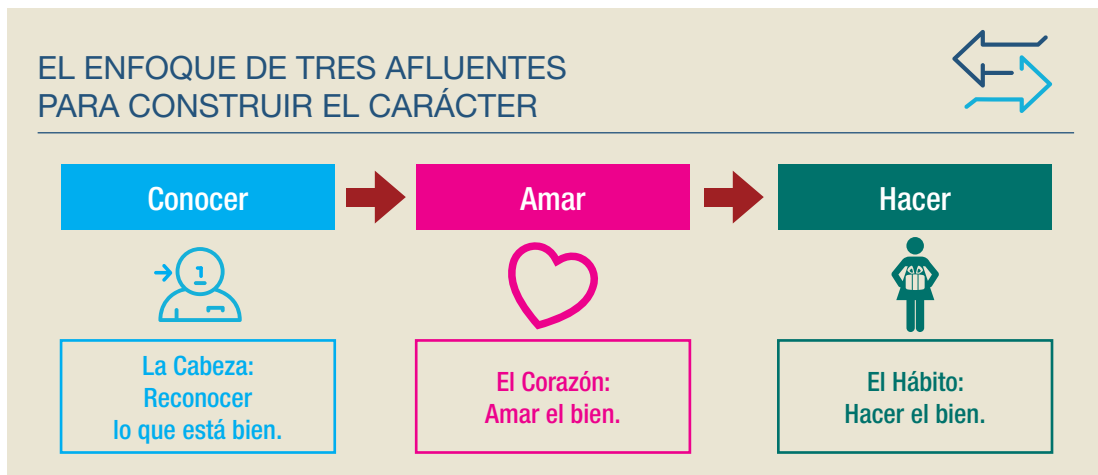 EL ENFOQUE DE TRES AFLUENTES
PARA CONSTRUIR EL CARÁCTER
Conocer
Amar
Hacer
La Cabeza:
Reconocer
lo que está bien.
El Corazón:
Amar el bien.
El Hábito:
Hacer el bien.